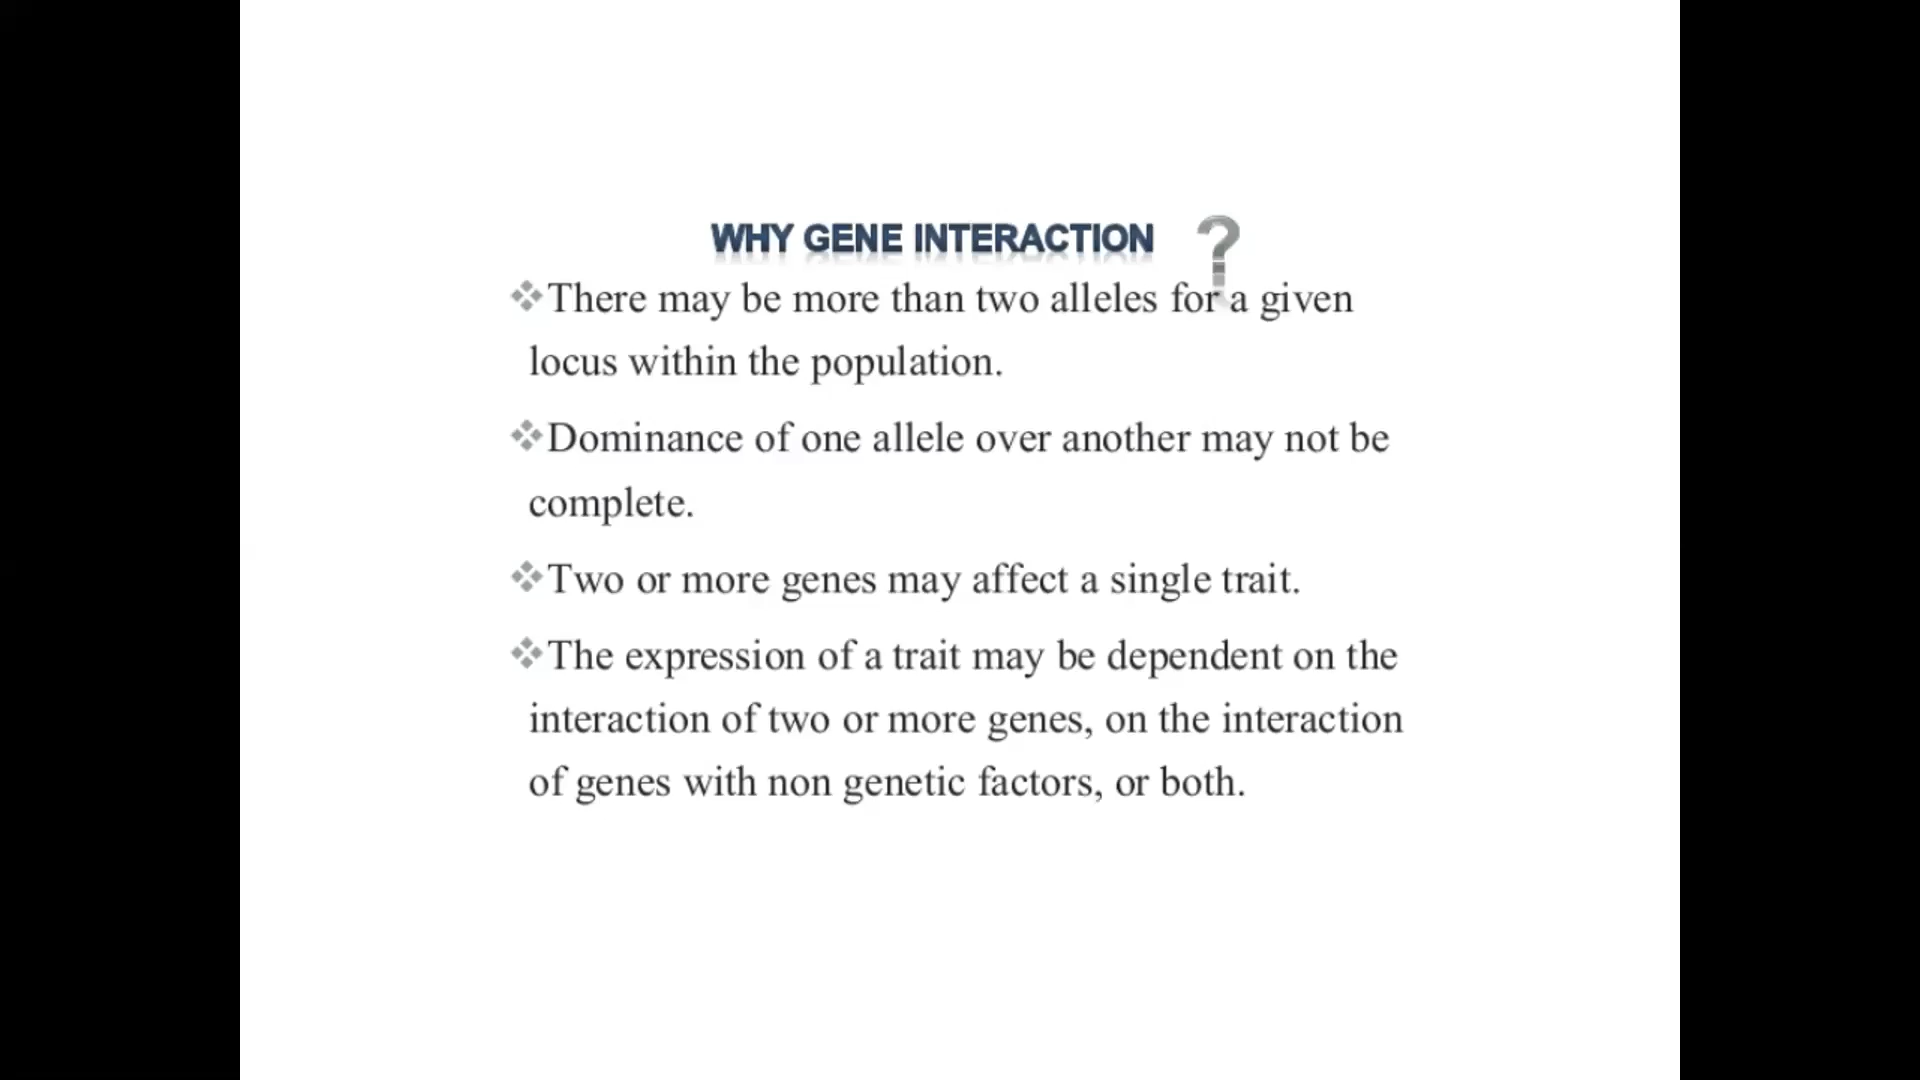 WHY GENE INTERACTION ?
❖There may be more than two alleles for a given
locus within the population.
❖Dominance of one allele over another may not be
complete.
❖Two or more genes may affect a single trait.
❖The expression of a trait may be dependent on the
interaction of two or more genes, on the interaction
of genes with non genetic factors, or both.